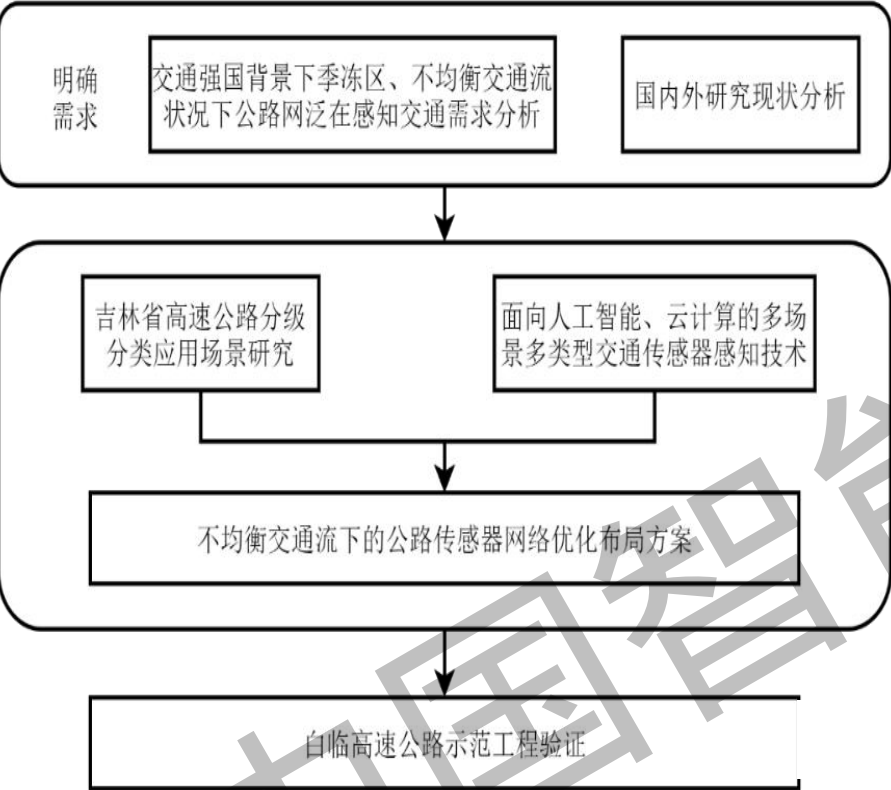 明确
需求
交通强国背景下季冻区、不均衡交通流
状况下公路网泛在感知交通需求分析
国内外研究现状分析
吉林省高速公路分级
分类应用场景研究
面向人工智能、云计算的多场
景多类型交通传感器感知技术
不均衡交通流下的公路传感器网络优化布局方案
白临高速公路示范工程验证
中国智能